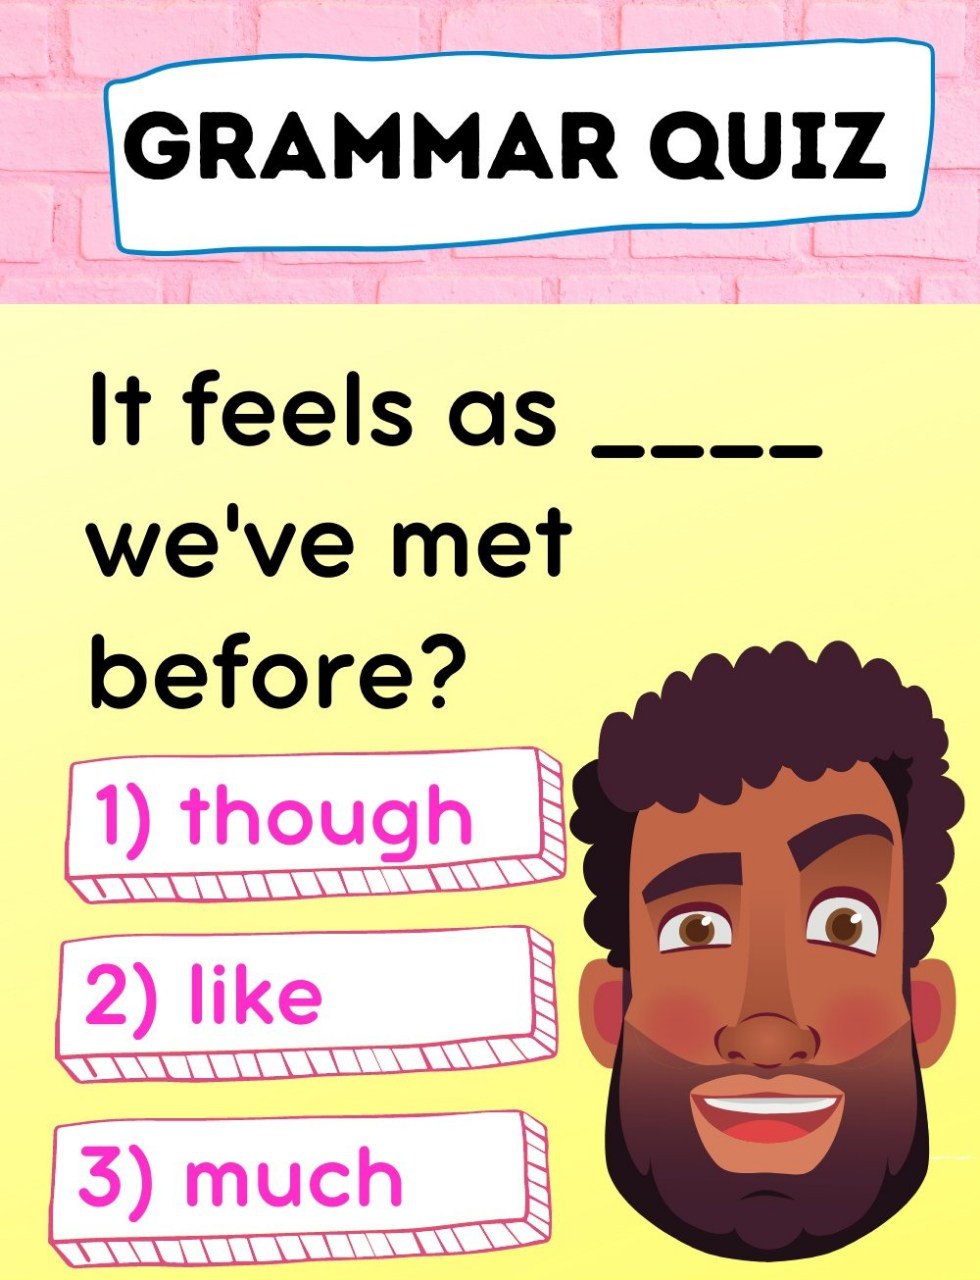 GRAMMAR QUIZ
It feels as ____
we've met
before?
1) though
2) like
3) much